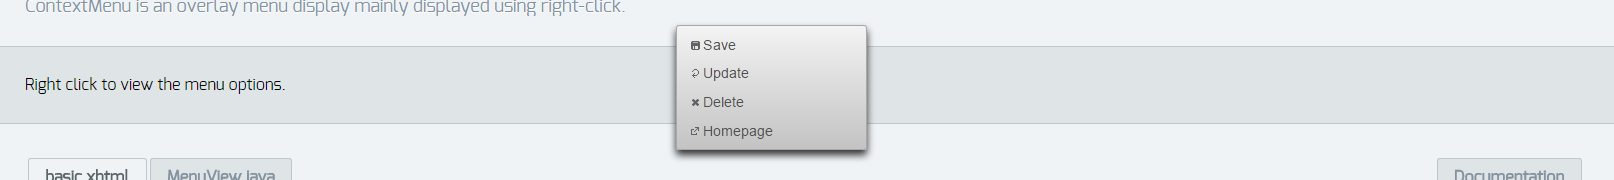 ContextMenu is an overlay menu display mainly displayed using right-click.
Save
Update
Right click to view the menu options.
Delete
Homepage
basic.xhtml
MenuView.java
Documentation